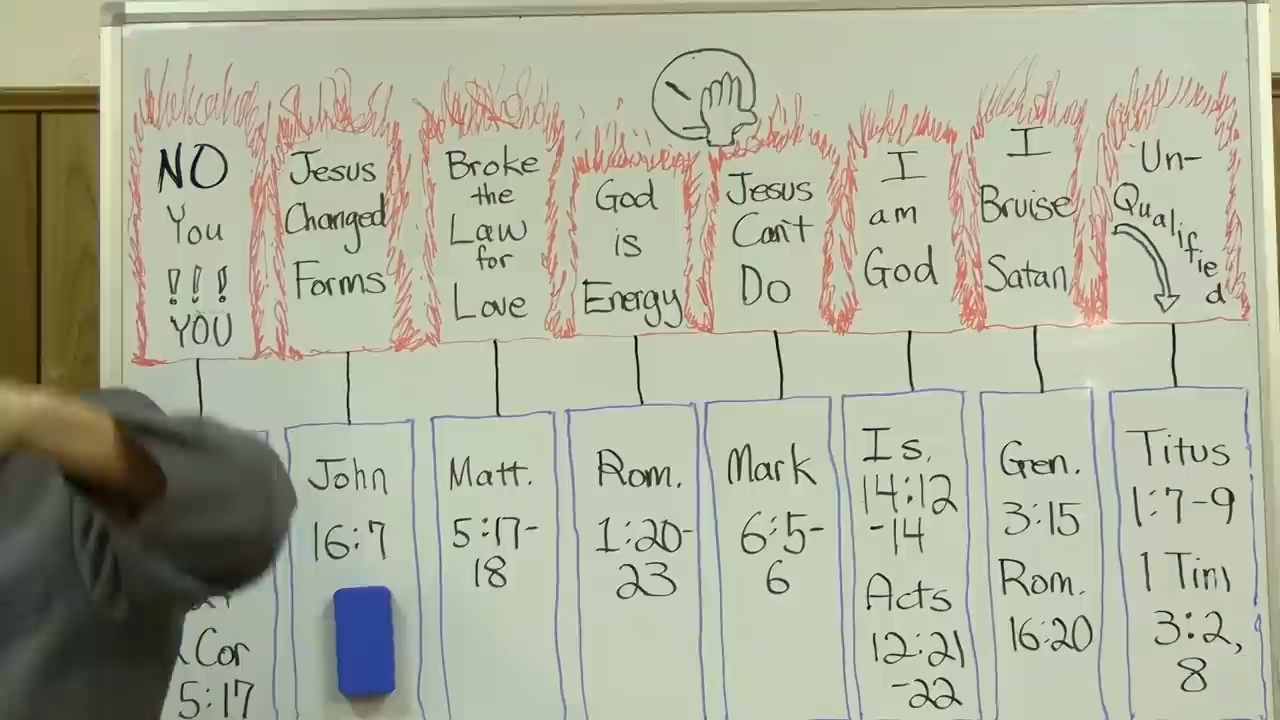 NO
You
!!!
YOU
Jesus
Changed
Forms
Broke
the
Law
for
Love
God
is
Energy
Jesus
Can't
Do
I
am
God
I
Bruise
Satan
Un-
Qualified
Cor
5:17
John
16:7
Matt.
5:17-
18
Rom.
1:20-
23
Mark
6:5-
6
Is.
14:12
-14
Acts
12:21
-22
Gen.
3:15
Rom.
16:20
Titus
1:7-9
1 Tim
3:2,
8